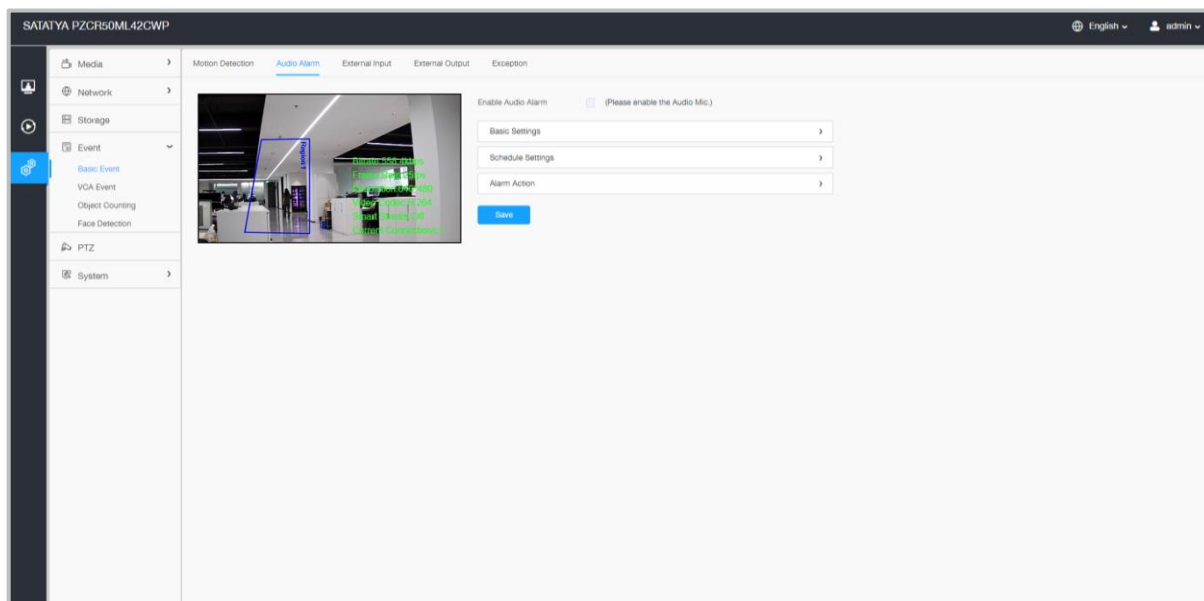 SATATYA PZCR50ML42CWP
English
admin
Media
Network
Storage
Event
Basic Event
VCA Event
Object Counting
Face Detection
PTZ
System
Motion Detection
Audio Alarm
External Input
External Output
Exception
Region1
Enable Audio Alarm
(Please enable the Audio Mic.)
Basic Settings
Schedule Settings
Alarm Action
Save